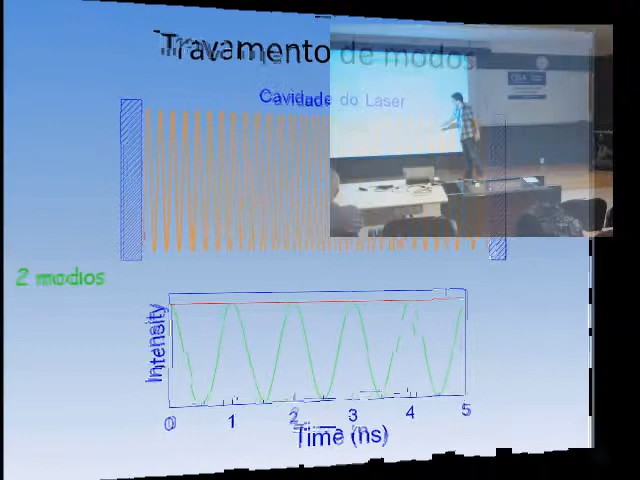 Travamento de modos
Cavidade do Laser
2 modos
Intensity
0 1 2 3 4 5
Time (ns)